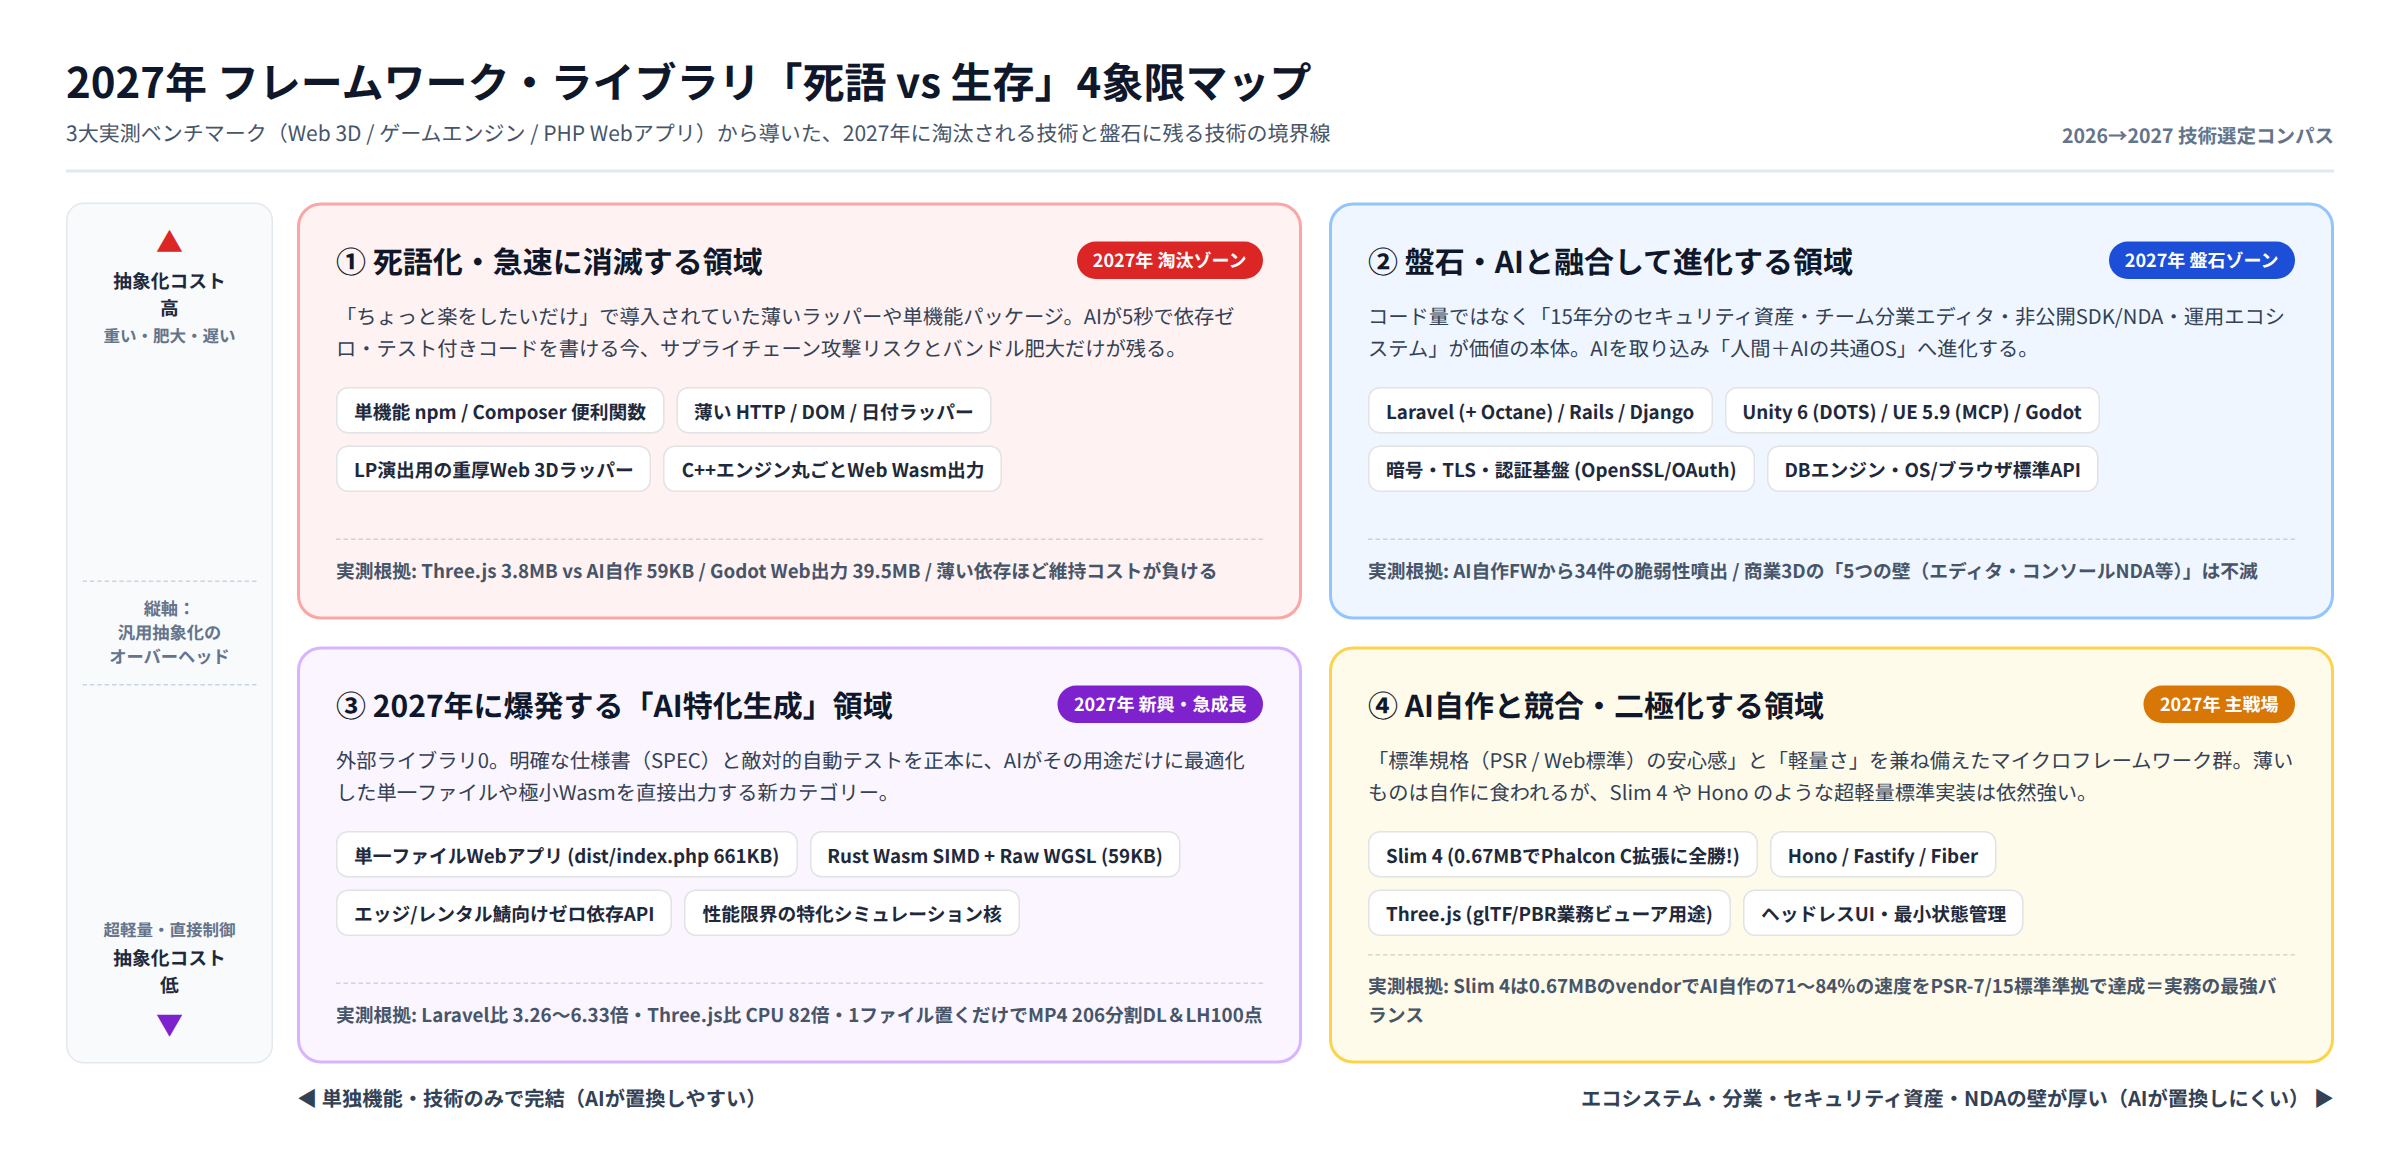 2027年 フレームワーク・ライブラリ「死語 vs 生存」4象限マップ
3大実測ベンチマーク（Web 3D / ゲームエンジン / PHP Webアプリ）から導いた、2027年に淘汰される技術と盤石に残る技術の境界線
2026→2027 技術選定コンパス
▲
抽象化コスト
高
重い・肥大・遅い
縦軸：
汎用抽象化の
オーバーヘッド
超軽量・直接制御
抽象化コスト
低
▼
① 死語化・急速に消滅する領域
2027年 淘汰ゾーン
「ちょっと楽をしたいだけ」で導入されていた薄いラッパーや単機能パッケージ。AIが5秒で依存ゼ
ロ・テスト付きコードを書ける今、サプライチェーン攻撃リスクとバンドル肥大だけが残る。
単機能 npm / Composer 便利関数
薄い HTTP / DOM / 日付ラッパー
LP演出用の重厚Web 3Dラッパー
C++エンジン丸ごとWeb Wasm出力
実測根拠: Three.js 3.8MB vs AI自作 59KB / Godot Web出力 39.5MB / 薄い依存ほど維持コストが負ける
② 盤石・AIと融合して進化する領域
2027年 盤石ゾーン
コード量ではなく「15年分のセキュリティ資産・チーム分業エディタ・非公開SDK/NDA・運用エコシ
ステム」が価値の本体。AIを取り込み「人間＋AIの共通OS」へ進化する。
Laravel (+ Octane) / Rails / Django
Unity 6 (DOTS) / UE 5.9 (MCP) / Godot
暗号・TLS・認証基盤 (OpenSSL/OAuth)
DBエンジン・OS/ブラウザ標準API
実測根拠: AI自作FWから34件の脆弱性噴出 / 商業3Dの「5つの壁（エディタ・コンソールNDA等）」は不滅
③ 2027年に爆発する「AI特化生成」領域
2027年 新興・急成長
外部ライブラリ0。明確な仕様書（SPEC）と敵対的自動テストを正本に、AIがその用途だけに最適化
した単一ファイルや極小Wasmを直接出力する新カテゴリー。
単一ファイルWebアプリ (dist/index.php 661KB)
Rust Wasm SIMD + Raw WGSL (59KB)
エッジ/レンタル鯖向けゼロ依存API
性能限界の特化シミュレーション核
実測根拠: Laravel比 3.26〜6.33倍・Three.js比 CPU 82倍・1ファイル置くだけでMP4 206分割DL＆LH100点
④ AI自作と競合・二極化する領域
2027年 主戦場
「標準規格（PSR / Web標準）の安心感」と「軽量さ」を兼ね備えたマイクロフレームワーク群。薄い
ものは自作に食われるが、Slim 4 や Hono のような超軽量標準実装は依然強い。
Slim 4 (0.67MBでPhalcon C拡張に全勝!)
Hono / Fastify / Fiber
Three.js (glTF/PBR業務ビューア用途)
ヘッドレスUI・最小状態管理
実測根拠: Slim 4は0.67MBのvendorでAI自作の71〜84%の速度をPSR-7/15標準準拠で達成＝実務の最強バ
ランス
◀ 単独機能・技術のみで完結（AIが置換しやすい）
エコシステム・分業・セキュリティ資産・NDAの壁が厚い（AIが置換しにくい） ▶